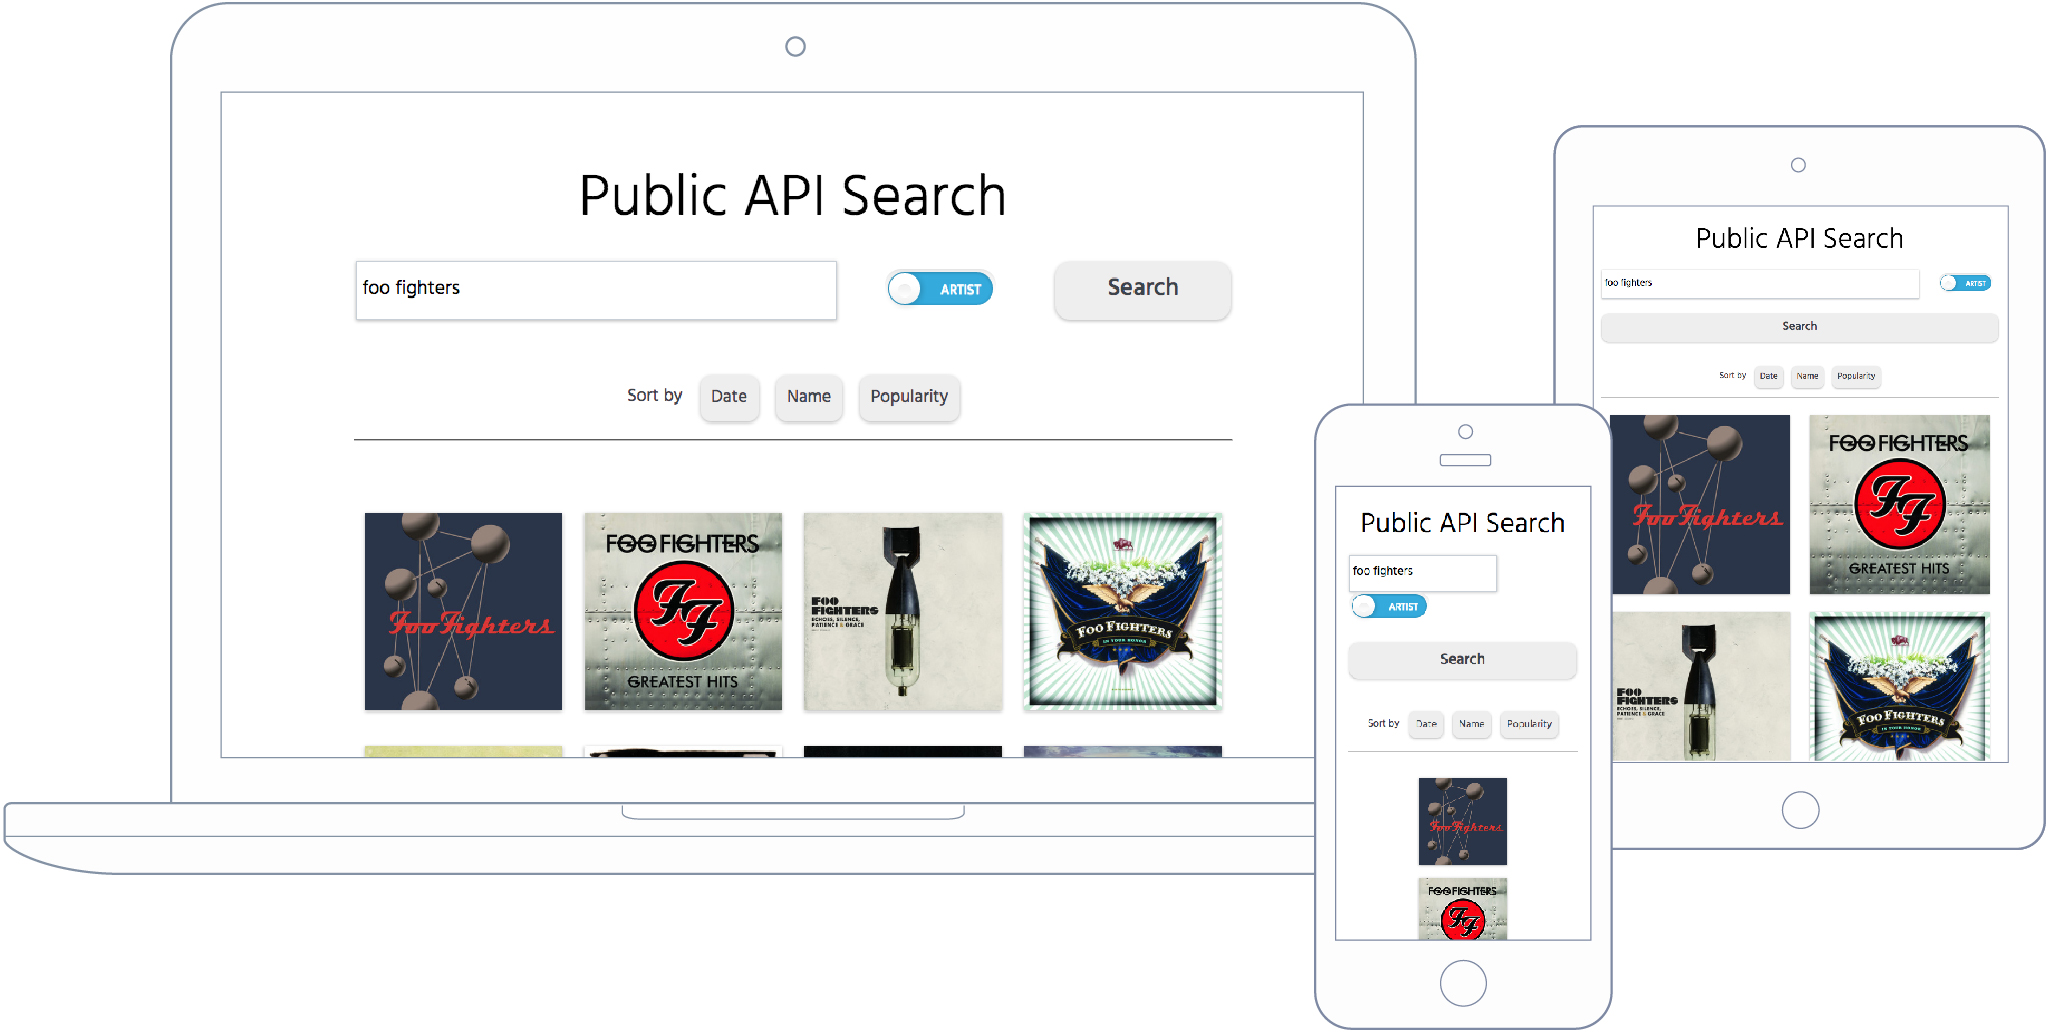 Public API Search
foo fighters
ARTIST
Search
Sort by Date Name Popularity
Foo Fighters
FOO FIGHTERS
FF
GREATEST HITS
FOO
FIGHTERS
ECHOES, SILENCE,
PATIENCE & GRACE
FOO FIGHTERS
IN YOUR HONOR
Public API Search
foo fighters
ARTIST
Search
Sort by Date Name Popularity
Foo Fighters
FOO FIGHTERS
FF
GREATEST HITS
FOO
FIGHTERS
ECHOES, SILENCE,
PATIENCE & GRACE
FOO FIGHTERS
IN YOUR HONOR
Public API Search
foo fighters
ARTIST
Search
Sort by Date Name Popularity
Foo Fighters
FOO FIGHTERS
FF